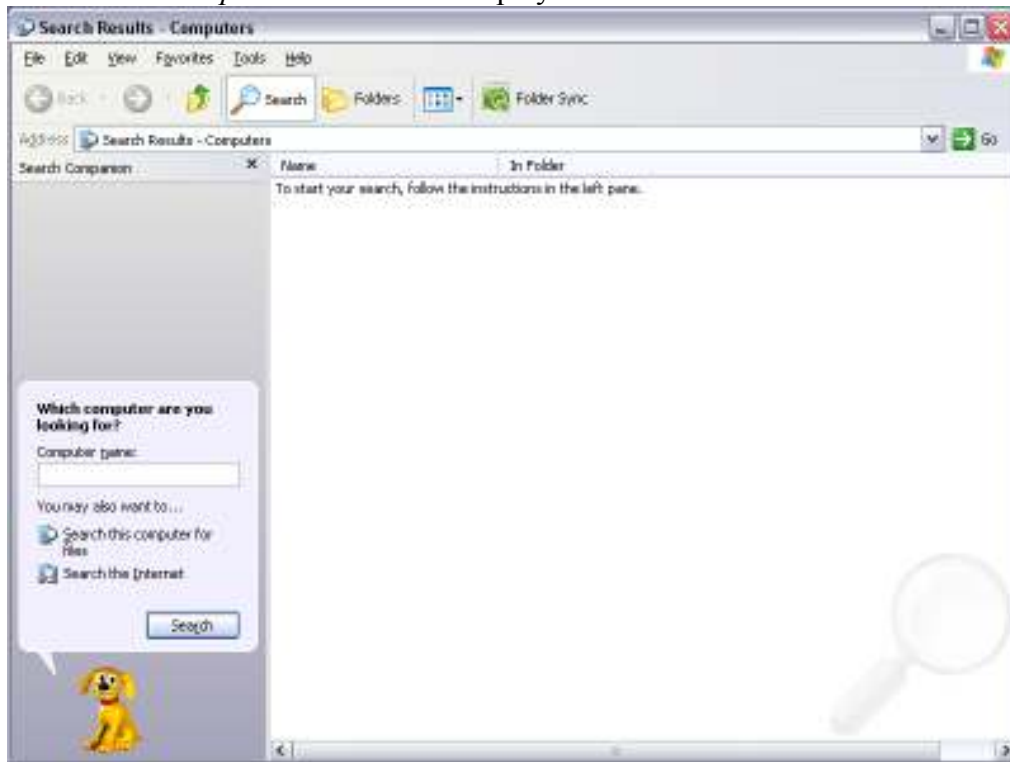 Search Results - Computers
File Edit View Favorites Tools Help
Back Search Folders Folder Sync
Address Search Results - Computers Go
Search Companion Name In Folder
To start your search, follow the instructions in the left pane.
Which computer are you
looking for?
Computer name:
You may also want to...
Search this computer for
files
Search the Internet
Search